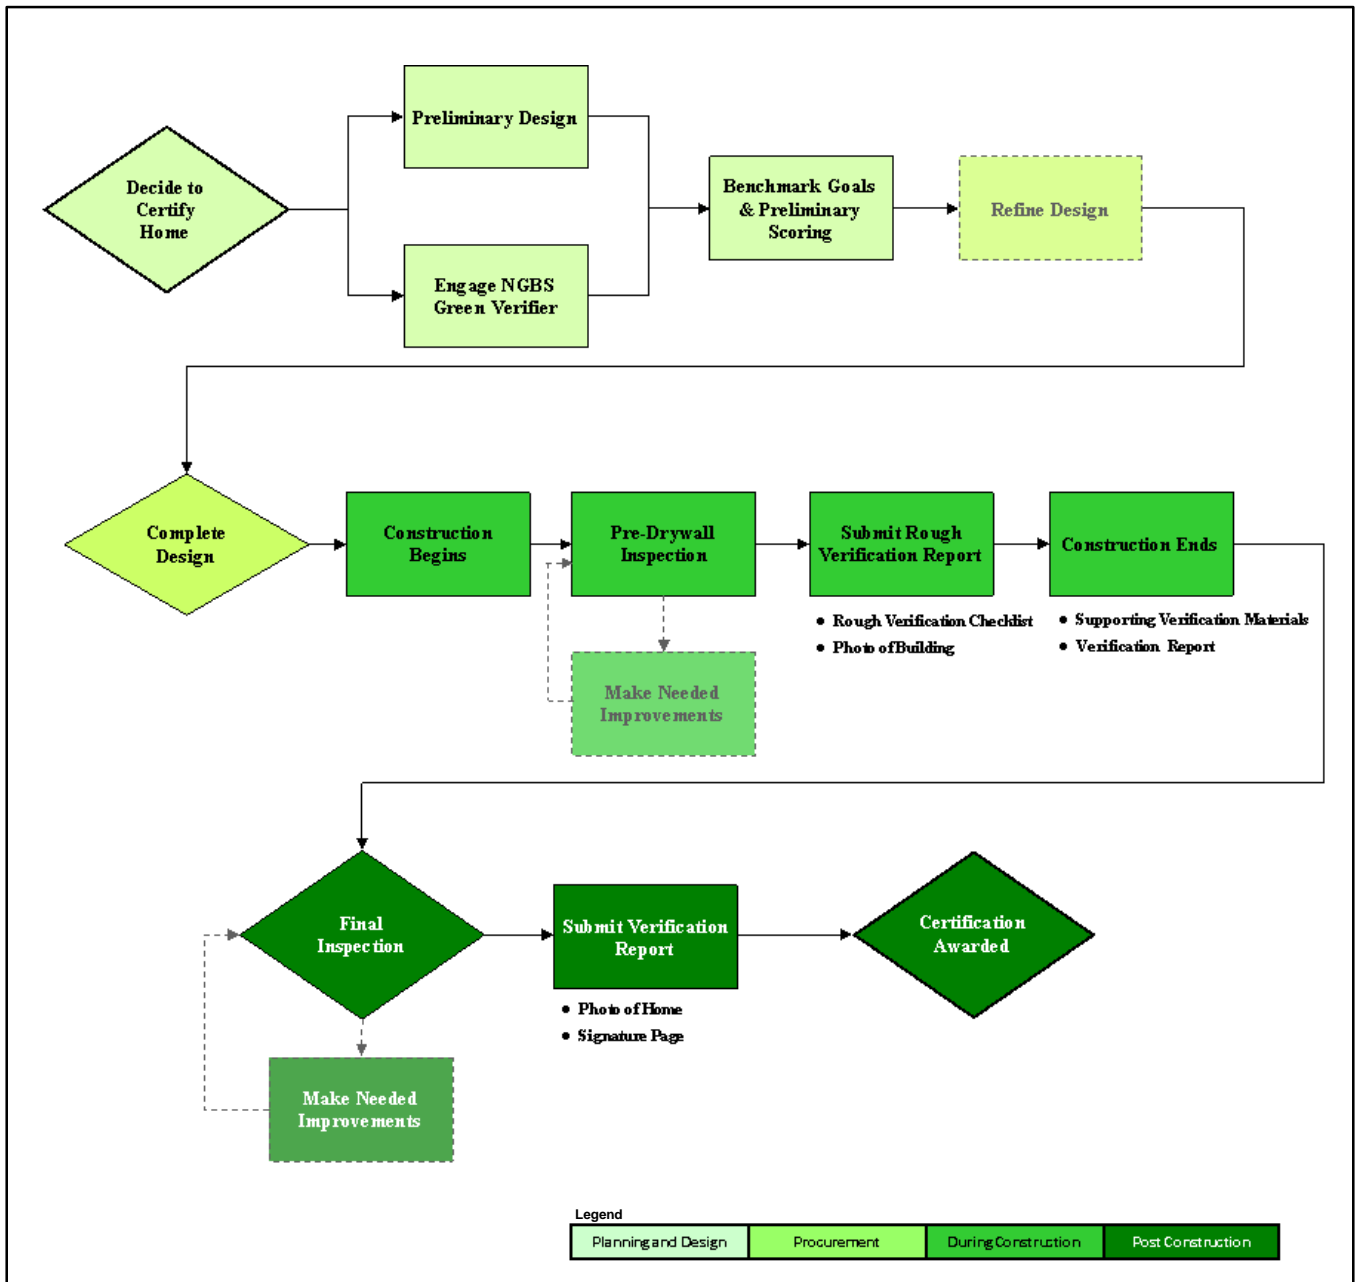 Decide to
Certify
Home
Preliminary Design
Engage NGBS
Green Verifier
Benchmark Goals
& Preliminary
Scoring
Refine Design
Complete
Design
Construction
Begins
Pre-Drywall
Inspection
Make Needed
Improvements
Submit Rough
Verification Report
• Rough Verification Checklist
• Photo of Building
Construction Ends
• Supporting Verification Materials
• Verification Report
Final
Inspection
Make Needed
Improvements
Submit Verification
Report
• Photo of Home
• Signature Page
Certification
Awarded
Legend
Planning and Design
Procurement
During Construction
Post Construction